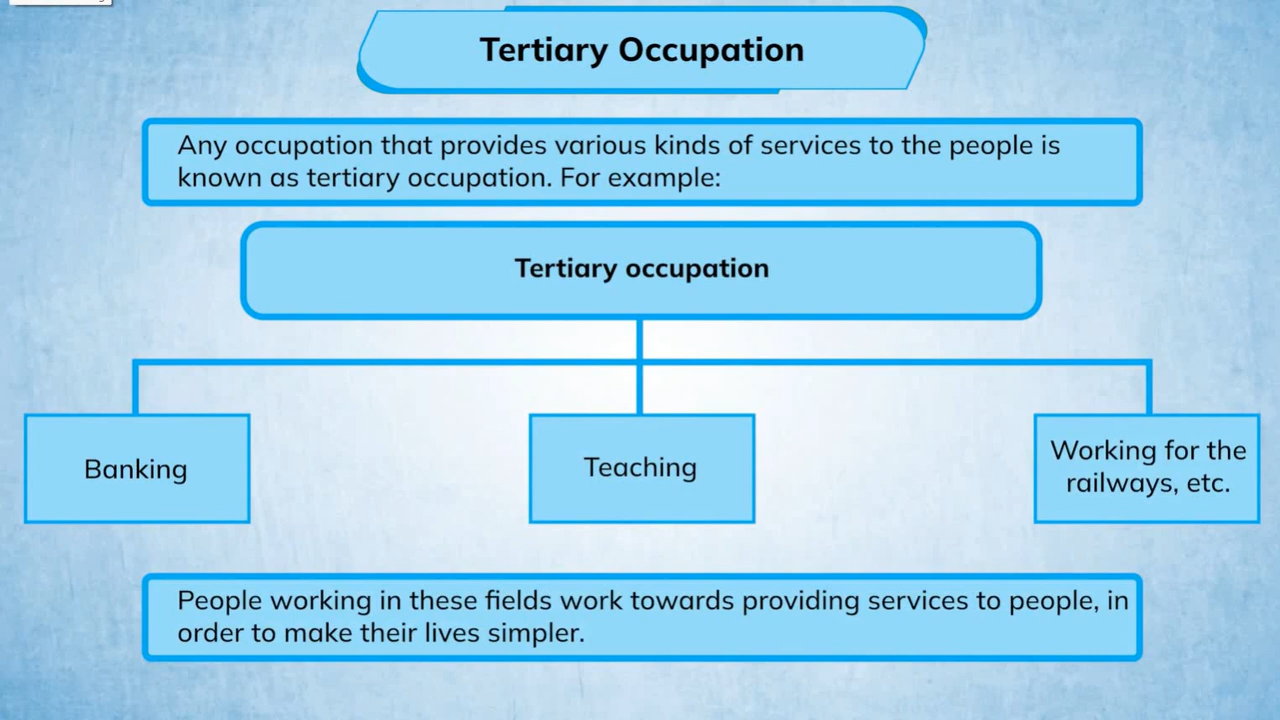 Tertiary Occupation
Any occupation that provides various kinds of services to the people is
known as tertiary occupation. For example:
Tertiary occupation
Banking
Teaching
Working for the
railways, etc.
People working in these fields work towards providing services to people, in
order to make their lives simpler.